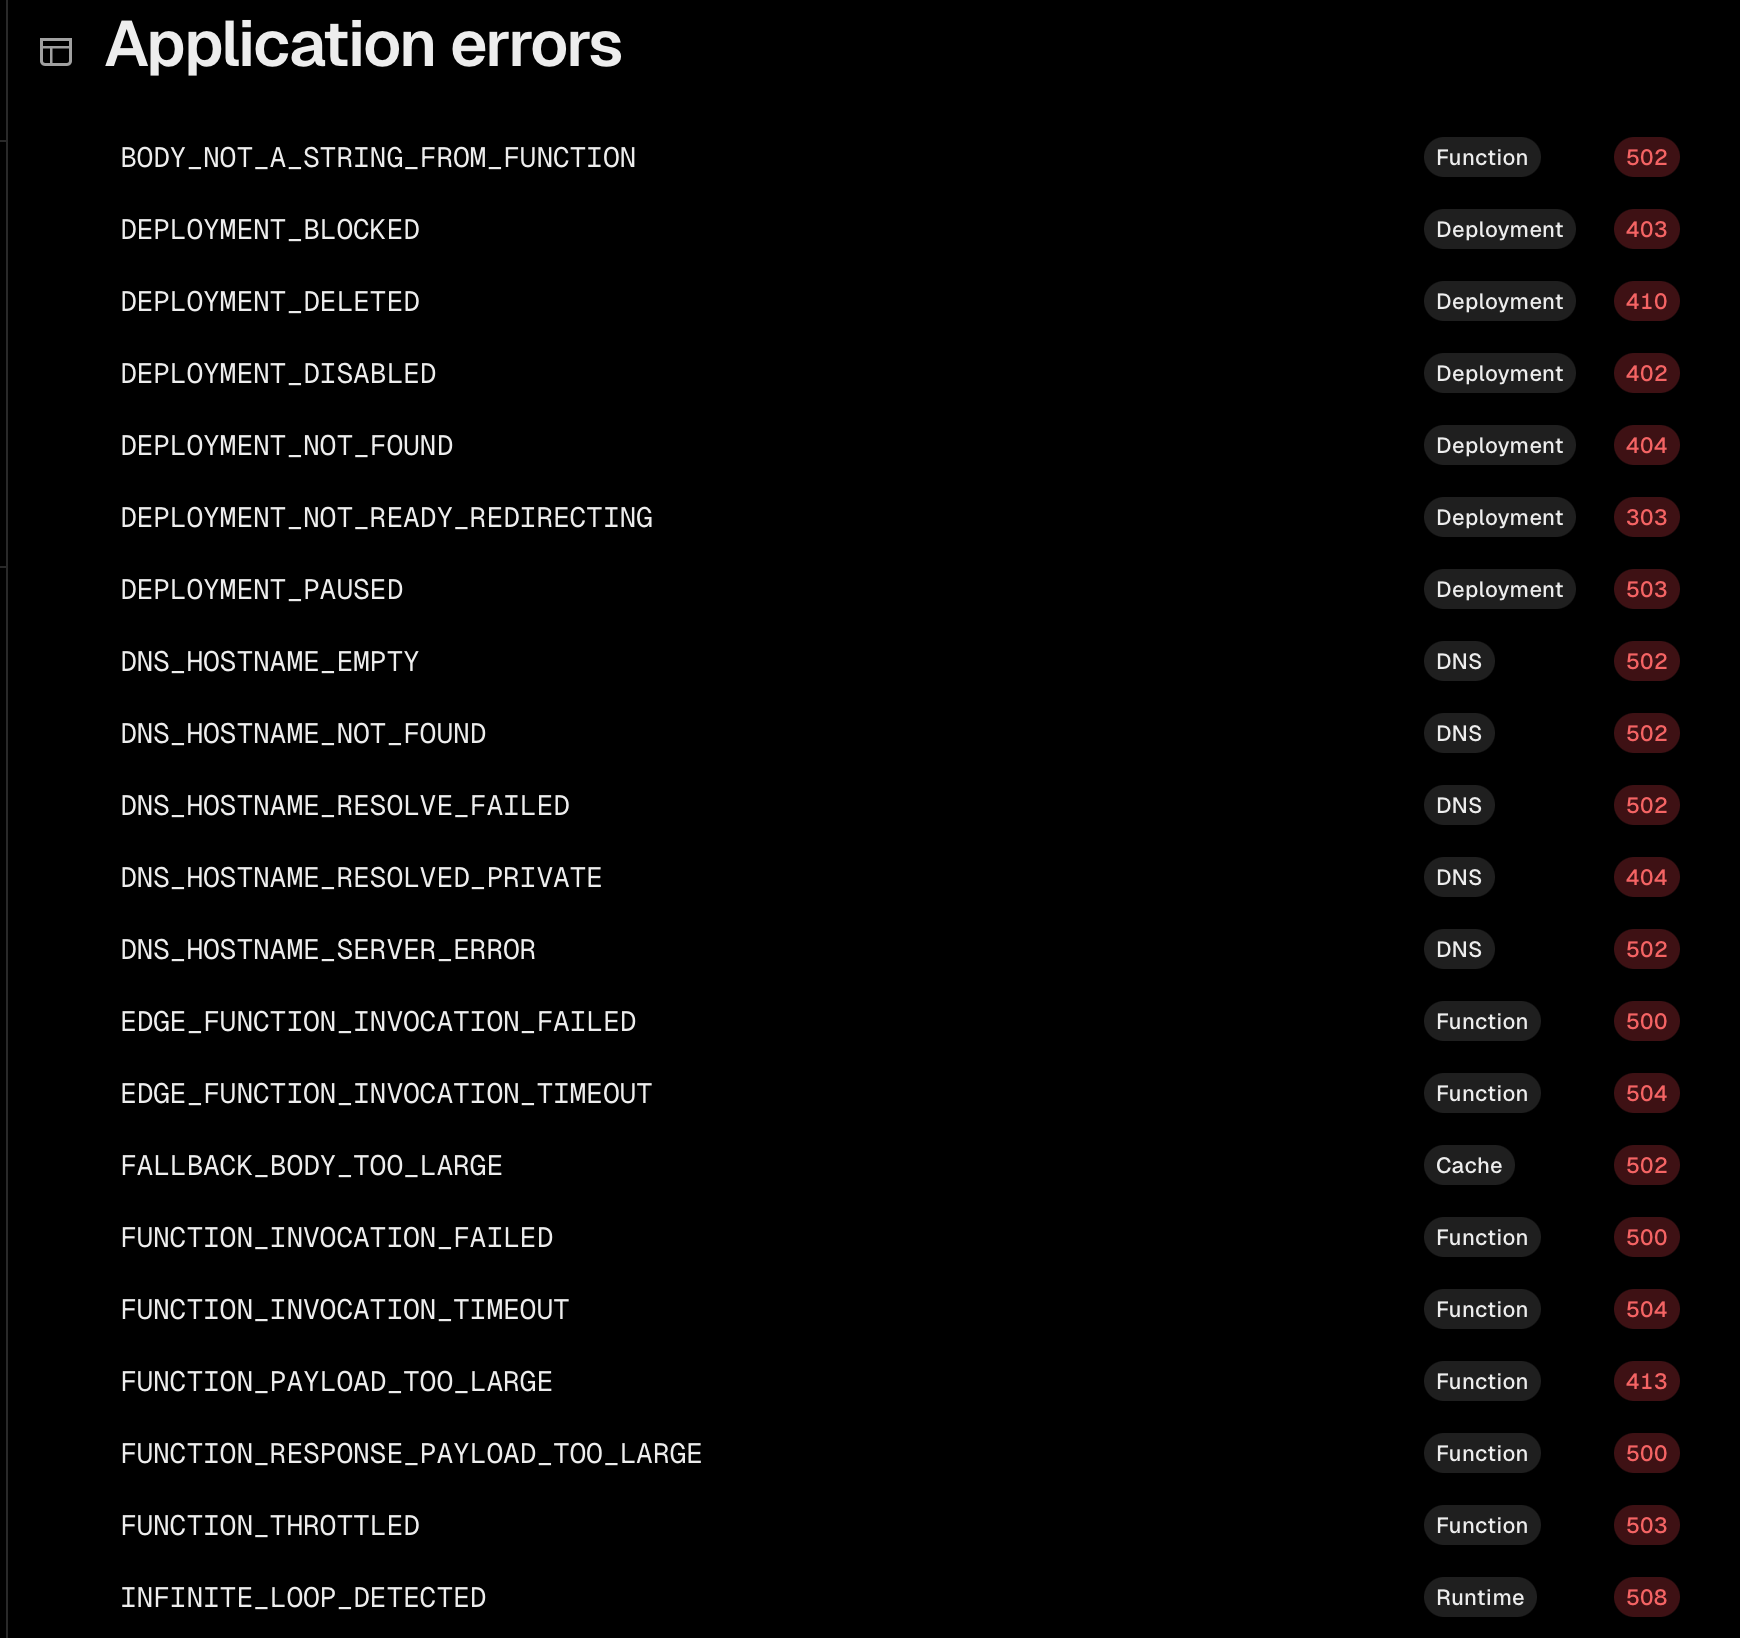 Application errors
BODY_NOT_A_STRING_FROM_FUNCTION Function 502
DEPLOYMENT_BLOCKED Deployment 403
DEPLOYMENT_DELETED Deployment 410
DEPLOYMENT_DISABLED Deployment 402
DEPLOYMENT_NOT_FOUND Deployment 404
DEPLOYMENT_NOT_READY_REDIRECTING Deployment 303
DEPLOYMENT_PAUSED Deployment 503
DNS_HOSTNAME_EMPTY DNS 502
DNS_HOSTNAME_NOT_FOUND DNS 502
DNS_HOSTNAME_RESOLVE_FAILED DNS 502
DNS_HOSTNAME_RESOLVED_PRIVATE DNS 404
DNS_HOSTNAME_SERVER_ERROR DNS 502
EDGE_FUNCTION_INVOCATION_FAILED Function 500
EDGE_FUNCTION_INVOCATION_TIMEOUT Function 504
FALLBACK_BODY_TOO_LARGE Cache 502
FUNCTION_INVOCATION_FAILED Function 500
FUNCTION_INVOCATION_TIMEOUT Function 504
FUNCTION_PAYLOAD_TOO_LARGE Function 413
FUNCTION_RESPONSE_PAYLOAD_TOO_LARGE Function 500
FUNCTION_THROTTLED Function 503
INFINITE_LOOP_DETECTED Runtime 508